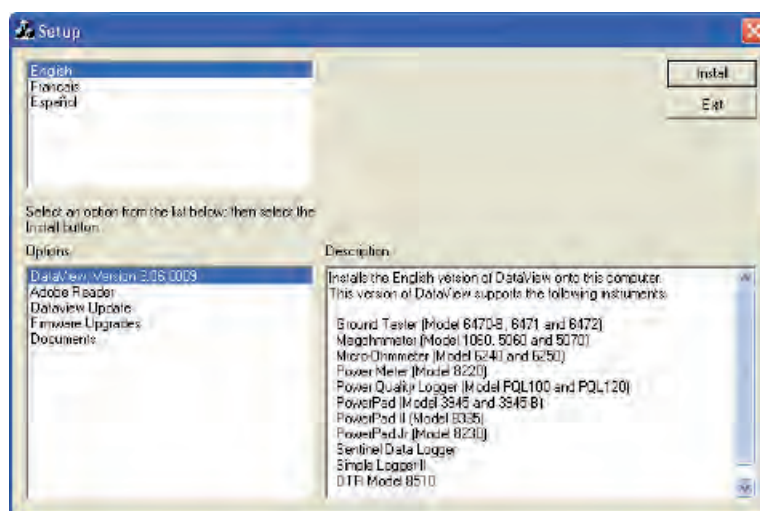 Setup
English
Francais
Español
Install
Exit
Select an option from the list below: then select the
Install button.
Options
Description
DataView, Version 3.06.0009
Adobe Reader
Dataview Update
Firmware Upgrades
Documents
Installs the English version of DataView onto this computer.
This version of DataView supports the following instruments:
Ground Tester (Model 6470-B, 6471 and 6472)
Megohmmeter (Model 1060, 5060 and 5070)
Micro-Ohmmeter (Model 6240 and 6250)
Power Meter (Model 8220)
Power Quality Logger (Model PQL100 and PQL120)
PowerPad (Model 3945 and 3945-B)
PowerPad II (Model 8335)
PowerPad Jr (Model 8230)
Sentinel Data Logger
Simple Logger II
DTR Model 8510